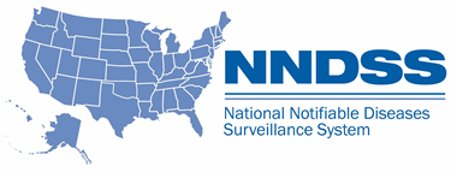 NNDSS
National Notifiable Diseases
Surveillance System